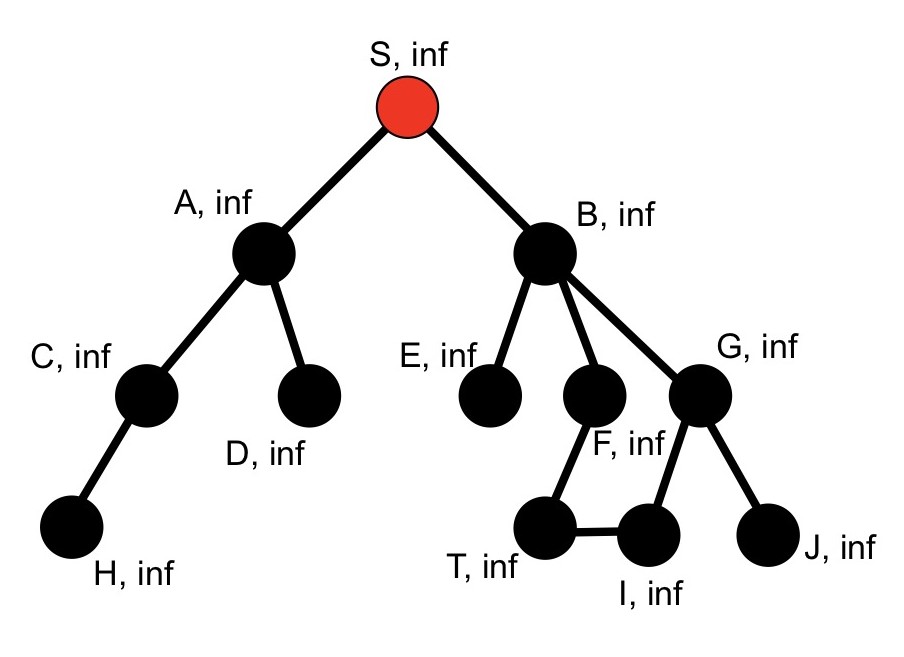 S, inf
A, inf
B, inf
C, inf
E, inf
G, inf
D, inf
F, inf
H, inf
T, inf
I, inf
J, inf